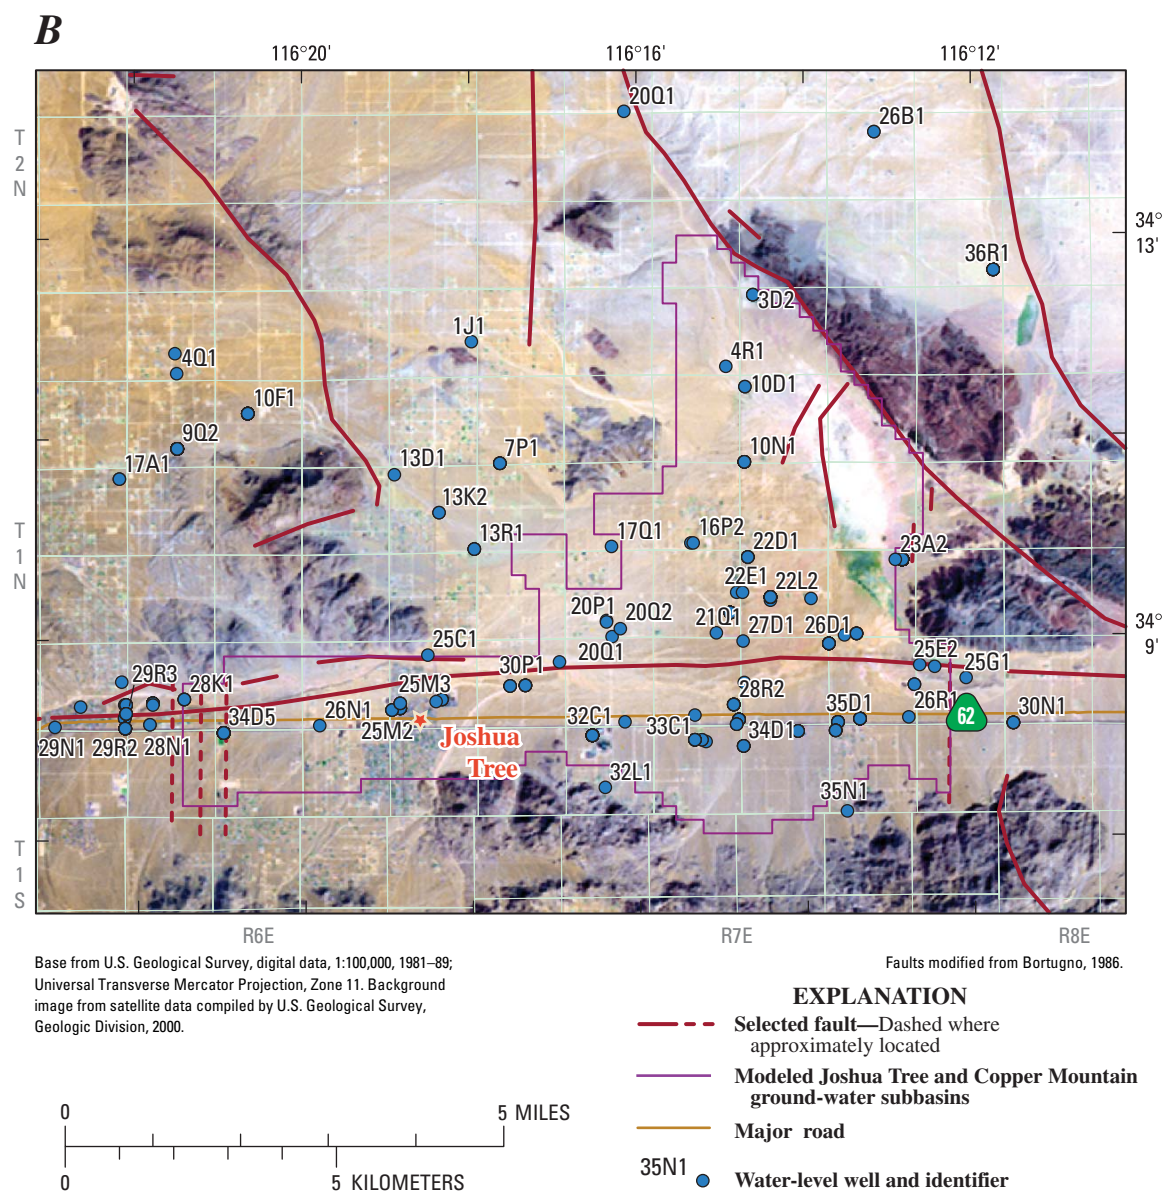 B
116°20'
116°16'
116°12'
20Q1
26B1
T
2
N
34°
13'
36R1
3D2
1J1
4Q1
4R1
10D1
10F1
9Q2
7P1
10N1
17A1
13D1
13K2
13R1
17Q1
16P2
22D1
23A2
T
1
N
22E1
22L2
20P1
20Q2
21Q1
27D1
26D1
34°
9'
20Q1
25C1
25E2
25G1
29R3
28K1
30P1
25M3
28R2
26R1
26N1
34D5
25M2
32C1
33C1
34D1
35D1
62
30N1
29N1
29R2
28N1
Joshua
Tree
32L1
35N1
T
1
S
R6E
R7E
R8E
Base from U.S. Geological Survey, digital data, 1:100,000, 1981–89;
Universal Transverse Mercator Projection, Zone 11. Background
image from satellite data compiled by U.S. Geological Survey,
Geologic Division, 2000.
Faults modified from Bortugno, 1986.
EXPLANATION
Selected fault—Dashed where
approximately located
Modeled Joshua Tree and Copper Mountain
ground-water subbasins
Major road
35N1 Water-level well and identifier
0 5 MILES
0 5 KILOMETERS